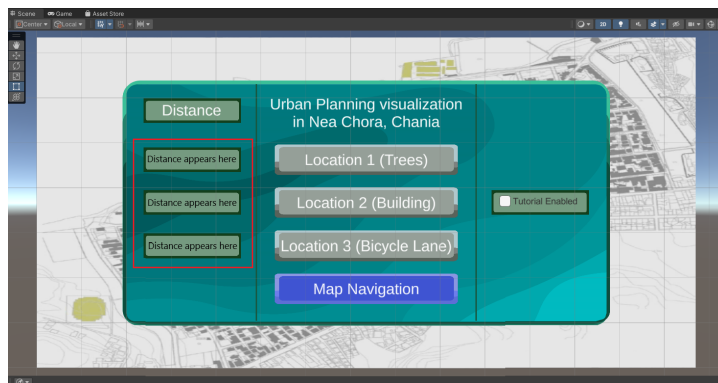 Scene Game Asset Store
Center Local
2D
Distance
Urban Planning visualization
in Nea Chora, Chania
Distance appears here
Location 1 (Trees)
Distance appears here
Location 2 (Building)
Tutorial Enabled
Distance appears here
Location 3 (Bicycle Lane)
Map Navigation